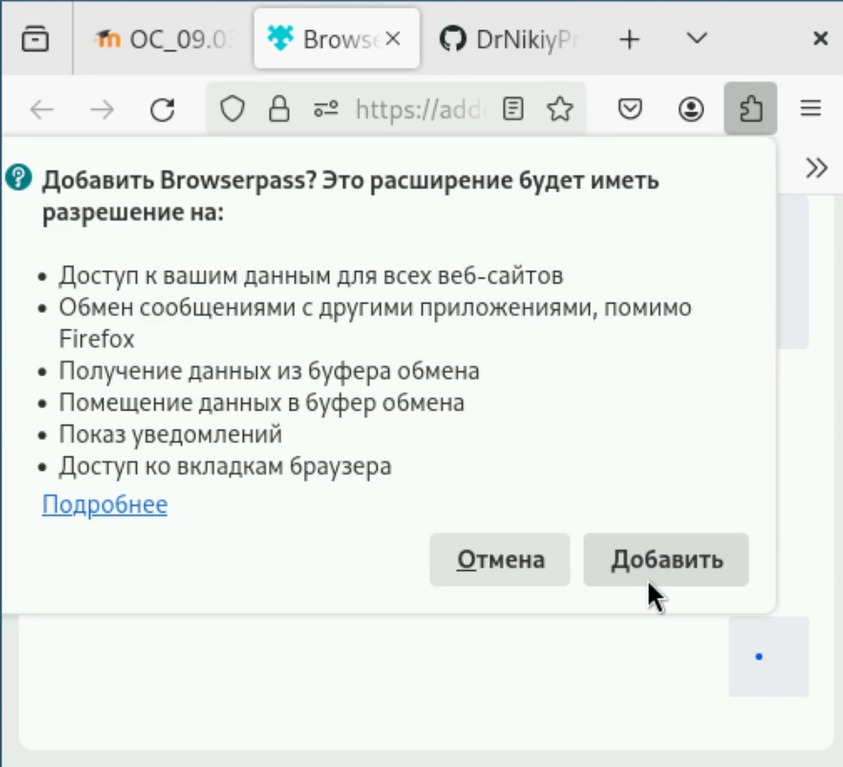 OC_09.0
Browse
DrNikiyPr
https://add
Добавить Browserpass? Это расширение будет иметь
разрешение на:
Доступ к вашим данным для всех веб-сайтов
Обмен сообщениями с другими приложениями, помимо
Firefox
Получение данных из буфера обмена
Помещение данных в буфер обмена
Показ уведомлений
Доступ ко вкладкам браузера
Подробнее
Отмена
Добавить